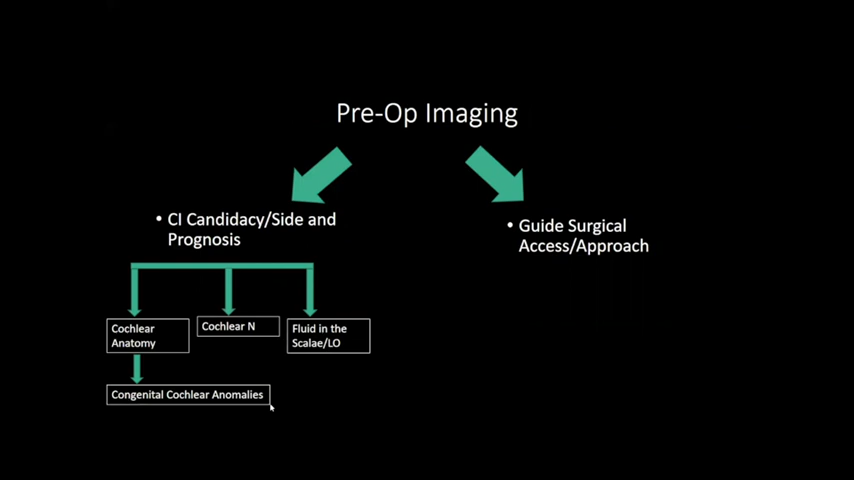 Pre-Op Imaging
• CI Candidacy/Side and
Prognosis
• Guide Surgical
Access/Approach
Cochlear
Anatomy
Cochlear N
Fluid in the
Scalae/LO
Congenital Cochlear Anomalies